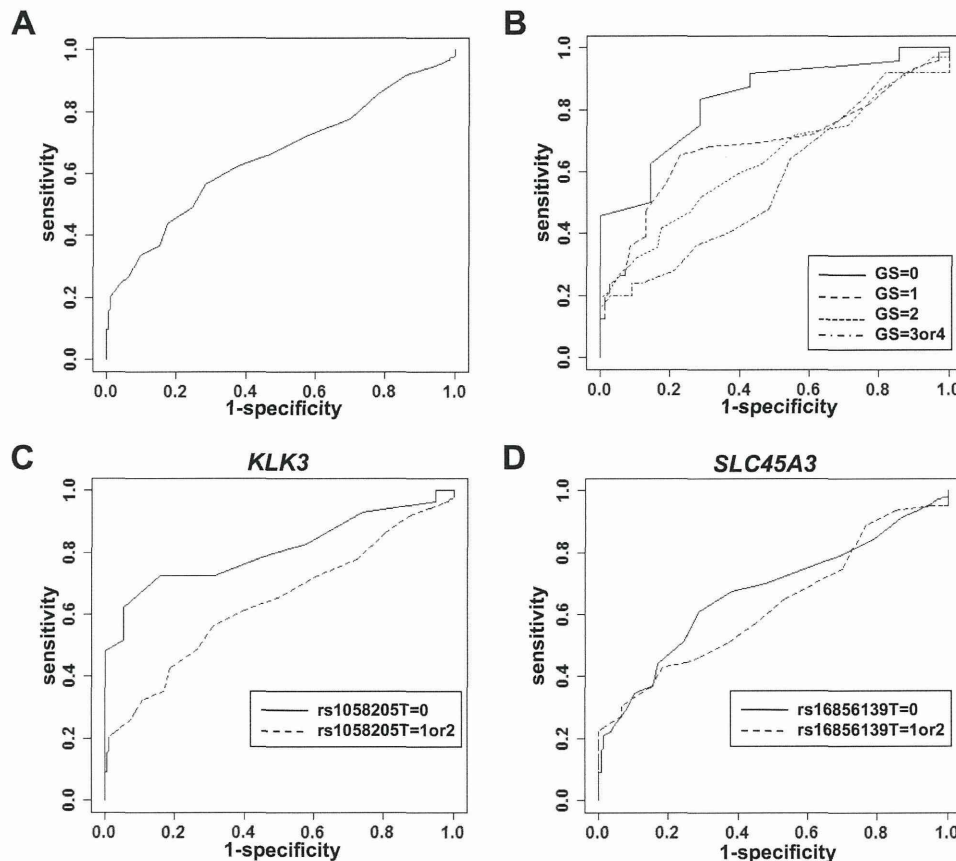 A
sensitivity
0.0 0.2 0.4 0.6 0.8 1.0
0.0 0.2 0.4 0.6 0.8 1.0
1-specificity
B
sensitivity
0.0 0.2 0.4 0.6 0.8 1.0
GS=0
GS=1
GS=2
GS=3or4
0.0 0.2 0.4 0.6 0.8 1.0
1-specificity
C
KLK3
sensitivity
0.0 0.2 0.4 0.6 0.8 1.0
rs1058205T=0
rs1058205T=1or2
0.0 0.2 0.4 0.6 0.8 1.0
1-specificity
D
SLC45A3
sensitivity
0.0 0.2 0.4 0.6 0.8 1.0
rs16856139T=0
rs16856139T=1or2
0.0 0.2 0.4 0.6 0.8 1.0
1-specificity